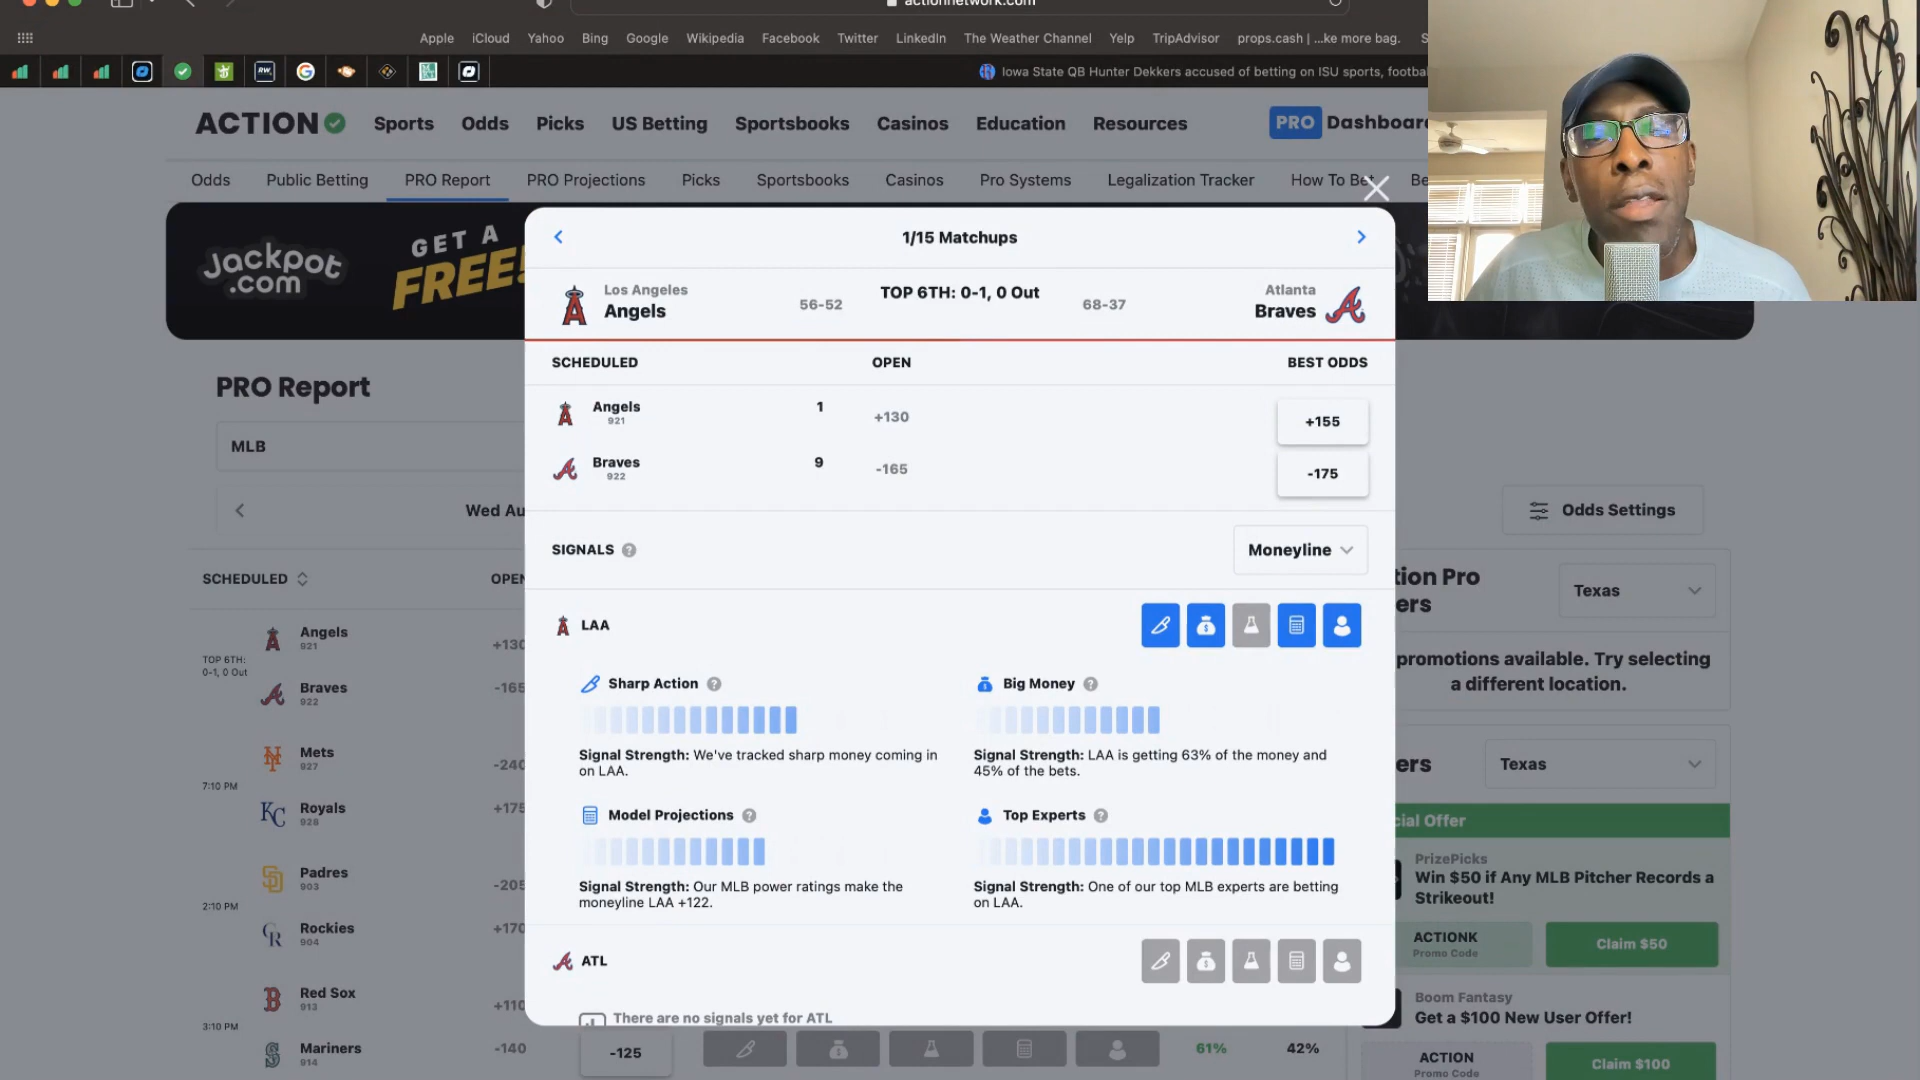 actionnetwork.com
Apple iCloud Yahoo Bing Google Wikipedia Facebook Twitter LinkedIn The Weather Channel Yelp TripAdvisor props.cash | ...ke more bag. S
RW
Iowa State QB Hunter Dekkers accused of betting on ISU sports, footbal
ACTION Sports Odds Picks US Betting Sportsbooks Casinos Education Resources PRO Dashboard
Odds Public Betting PRO Report PRO Projections Picks Sportsbooks Casinos Pro Systems Legalization Tracker How To Bet Be
Jackpot
.com
GET A
FREE!
1/15 Matchups
Los Angeles
Angels
56-52
TOP 6TH: 0-1, 0 Out
68-37
Atlanta
Braves
SCHEDULED OPEN BEST ODDS
Angels 1 +130 +155
921
Braves 9 -165 -175
922
SIGNALS ? Moneyline
LAA
Sharp Action ?
Signal Strength: We've tracked sharp money coming in
on LAA.
Big Money ?
Signal Strength: LAA is getting 63% of the money and
45% of the bets.
Model Projections ?
Signal Strength: Our MLB power ratings make the
moneyline LAA +122.
Top Experts ?
Signal Strength: One of our top MLB experts are betting
on LAA.
ATL
There are no signals yet for ATL
PRO Report
MLB
Wed Au
Odds Settings
SCHEDULED OPEN
TOP 6TH:
0-1, 0 Out
Angels +130
921
Braves -165
922
7:10 PM
Mets -240
927
Royals +175
928
2:10 PM
Padres -205
903
Rockies +170
904
3:10 PM
Red Sox +110
913
Mariners -140 -125 61% 42%
914
tion Pro
ers
Texas
promotions available. Try selecting
a different location.
ers
Texas
cial Offer
PrizePicks
Win $50 if Any MLB Pitcher Records a
Strikeout!
ACTIONK
Promo Code
Claim $50
Boom Fantasy
Get a $100 New User Offer!
ACTION
Promo Code
Claim $100